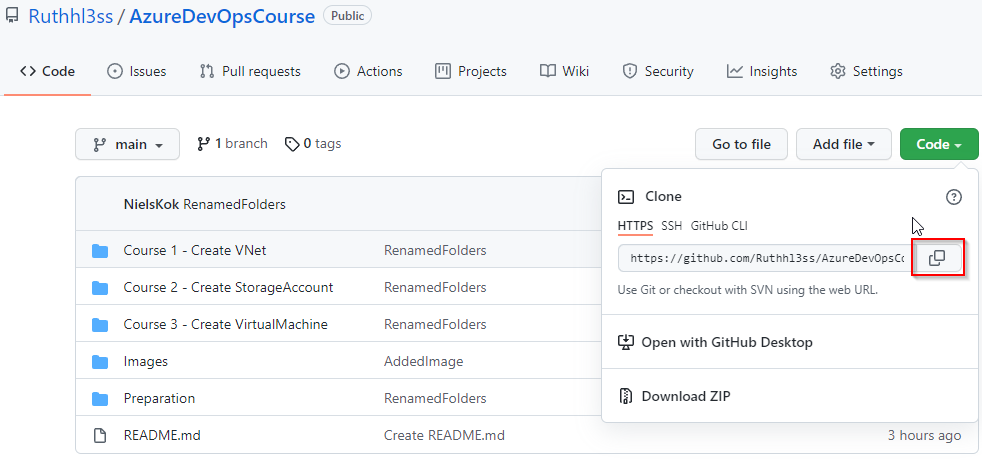 Ruthhl3ss / AzureDevOpsCourse Public
Code Issues Pull requests Actions Projects Wiki Security Insights Settings
main 1 branch 0 tags Go to file Add file Code
NielsKok RenamedFolders
Course 1 - Create VNet RenamedFolders
Course 2 - Create StorageAccount RenamedFolders
Course 3 - Create VirtualMachine RenamedFolders
Images AddedImage
Preparation RenamedFolders
README.md Create README.md 3 hours ago
Clone
HTTPS SSH GitHub CLI
https://github.com/Ruthhl3ss/AzureDevOpsCo
Use Git or checkout with SVN using the web URL.
Open with GitHub Desktop
Download ZIP